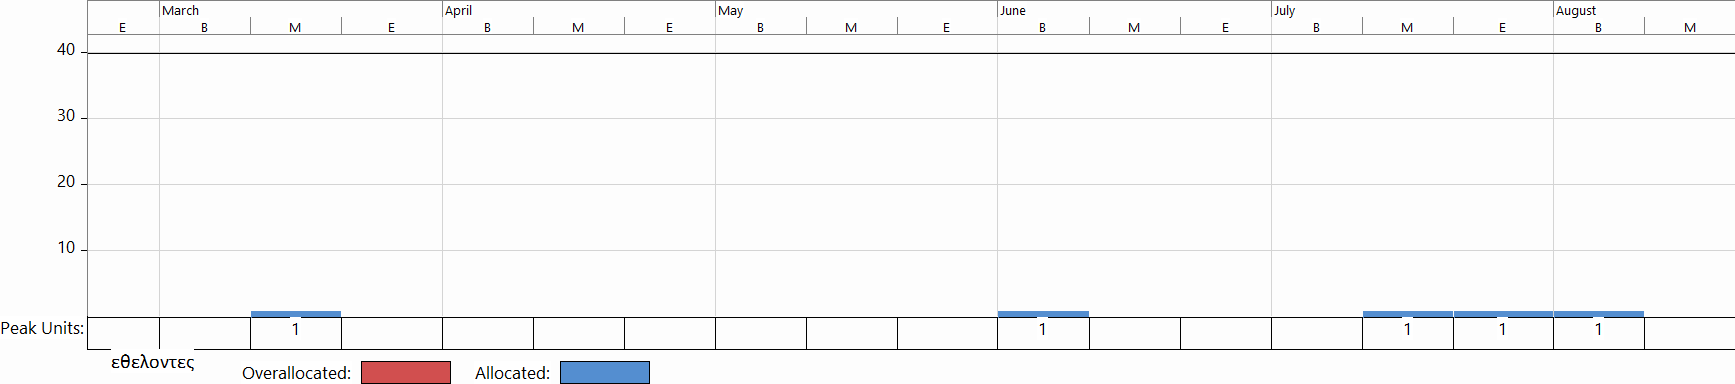 March April May June July August
E B M E B M E B M E B M E B M E B M
40
30
20
10
Peak Units: 1 1 1 1 1
εθελοντες
Overallocated: Allocated: